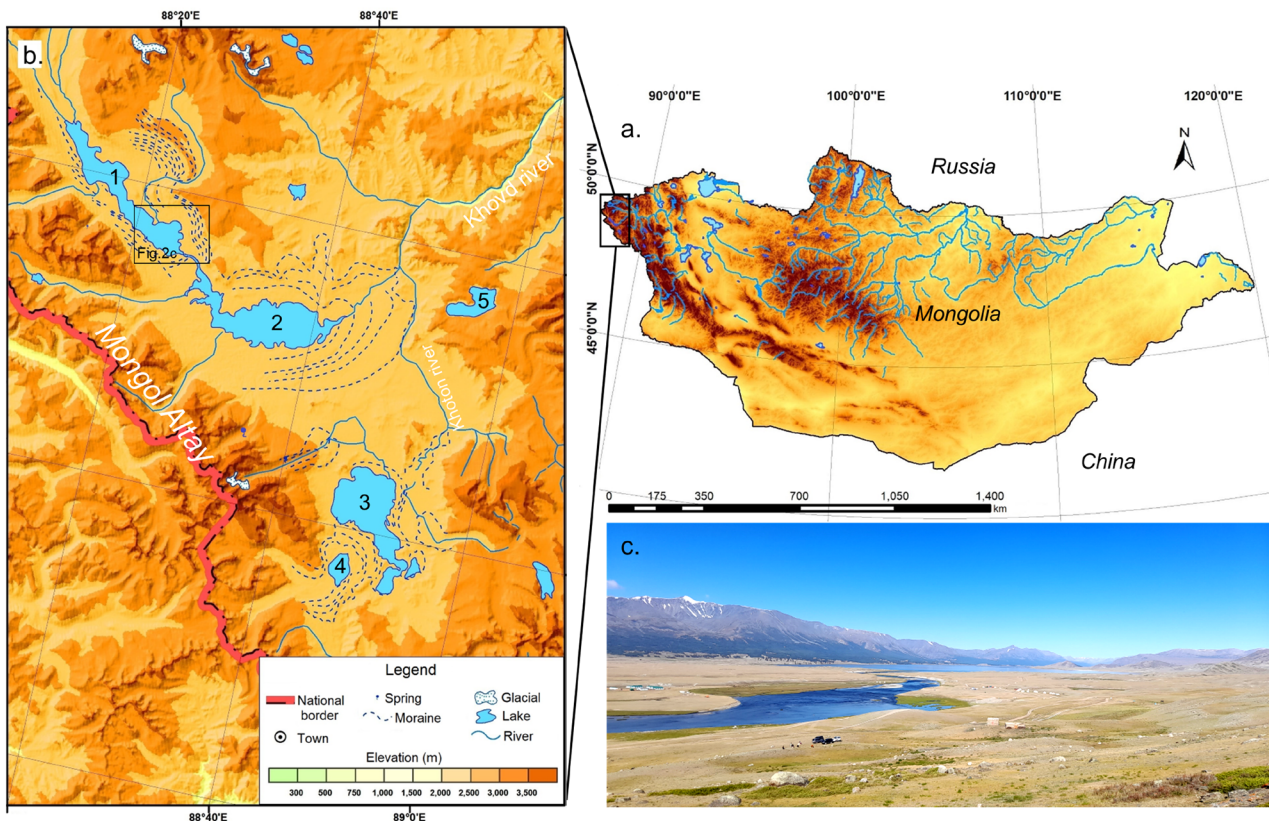 88°20'E
88°40'E
b.
1
Fig.2c
2
5
Khovd river
Khoton river
Mongol Altay
3
4
Legend
National
border
Town
Spring
Moraine
Glacial
Lake
River
Elevation (m)
300 500 750 1,000 1,500 2,000 2,500 3,000 3,500
88°40'E
89°0'E
a.
90°0'0"E
100°0'0"E
110°0'0"E
120°0'0"E
50°0'0"N
45°0'0"N
N
Russia
Mongolia
China
0 175 350 700 1,050 1,400
km
c.